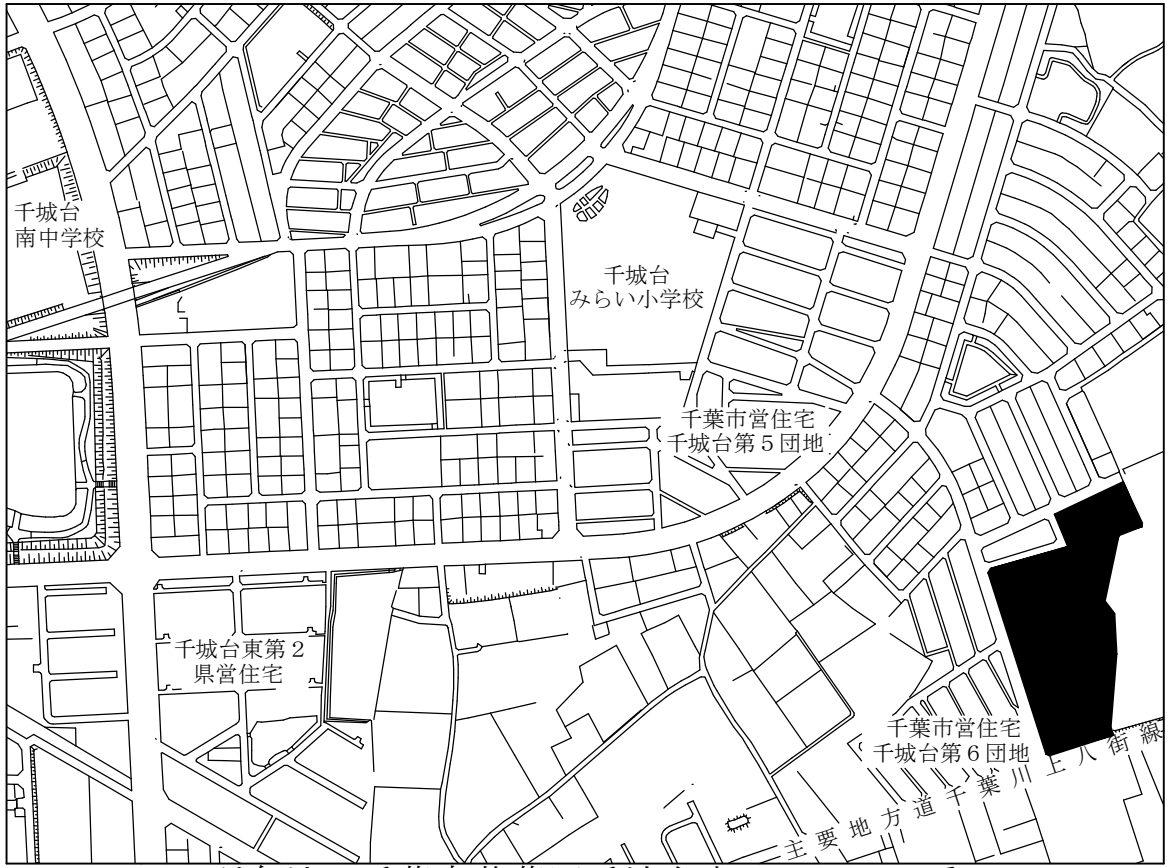 千城台
南中学校
千城台
みらい小学校
千葉市営住宅
千城台第５団地
千城台東第２
県営住宅
千葉市営住宅
千城台第６団地
主要地方道千葉川上八街線